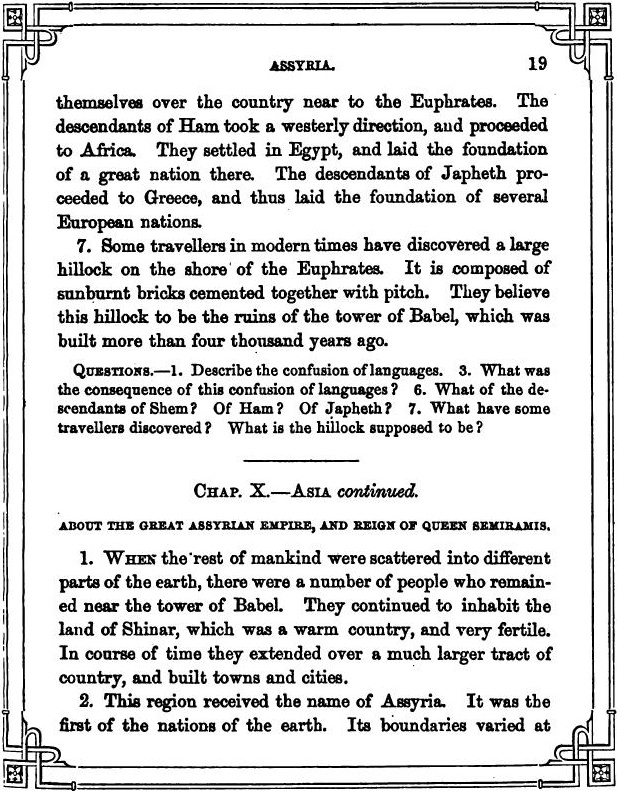 ASSYRIA. 19
themselves over the country near to the Euphrates. The
descendants of Ham took a westerly direction, and proceeded
to Africa. They settled in Egypt, and laid the foundation
of a great nation there. The descendants of Japheth pro-
ceeded to Greece, and thus laid the foundation of several
European nations.
7. Some travellers in modern times have discovered a large
hillock on the shore of the Euphrates. It is composed of
sunburnt bricks cemented together with pitch. They believe
this hillock to be the ruins of the tower of Babel, which was
built more than four thousand years ago.
QUESTIONS.—1. Describe the confusion of languages. 3. What was
the consequence of this confusion of languages? 6. What of the de-
scendants of Shem? Of Ham? Of Japheth? 7. What have some
travellers discovered? What is the hillock supposed to be?
CHAP. X.—ASIA continued.
ABOUT THE GREAT ASSYRIAN EMPIRE, AND REIGN OF QUEEN SEMIRAMIS.
1. WHEN the rest of mankind were scattered into different
parts of the earth, there were a number of people who remain-
ed near the tower of Babel. They continued to inhabit the
land of Shinar, which was a warm country, and very fertile.
In course of time they extended over a much larger tract of
country, and built towns and cities.
2. This region received the name of Assyria. It was the
first of the nations of the earth. Its boundaries varied at